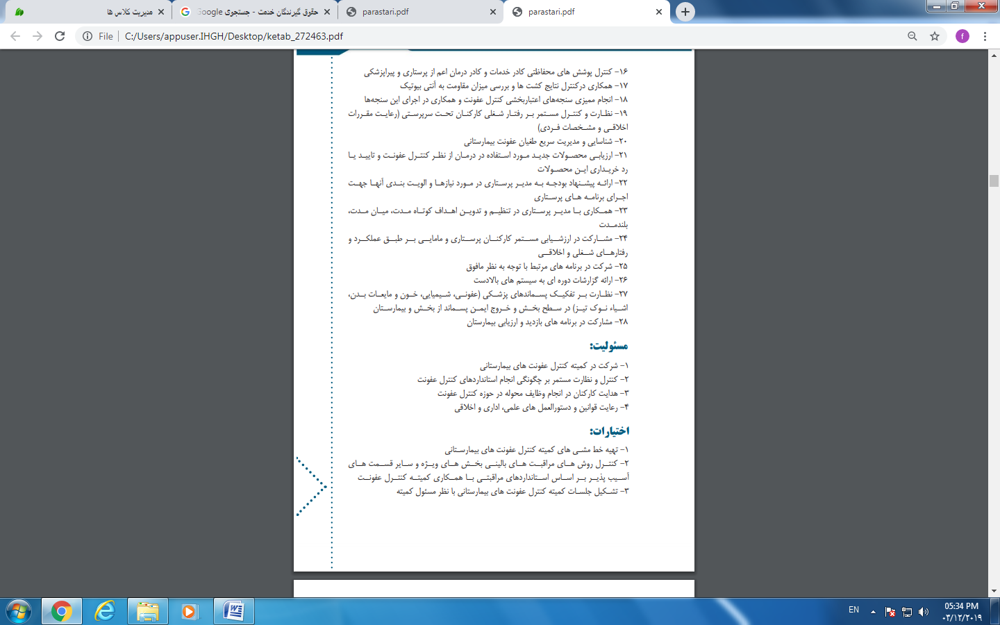 مدیریت کلاس ها
حقوق گیرندگان خدمت - جستجوی Google
parastari.pdf
parastari.pdf
File
C:/Users/appuser.IHGH/Desktop/ketab_272463.pdf
f
۱۶- کنترل پوشش های محفاظتی کادر خدمات و کادر درمان اعم از پرستاری و پیراپزشکی
۱۷- همکاری درکنترل نتایج کشت ها و بررسی میزان مقاومت به آنتی بیوتیک
۱۸- انجام ممیزی سنجه‌های اعتباربخشی کنترل عفونت و همکاری در اجرای این سنجه‌ها
۱۹- نظارت و کنترل مستمر بر رفتار شغلی کارکنان تحت سرپرستی (رعایت مقررات
اخلاقی و مشخصات فردی)
۲۰- شناسایی و مدیریت سریع طغیان عفونت بیمارستانی
۲۱- ارزیابی محصولات جدید مورد استفاده در درمان از نظر کنترل عفونت و تایید یا
رد خریداری این محصولات
۲۲- ارائه پیشنهاد بودجه به مدیر پرستاری در مورد نیازها و الویت بندی آنها جهت
اجرای برنامه های پرستاری
۲۳- همکاری با مدیر پرستاری در تنظیم و تدوین اهداف کوتاه مدت، میان مدت،
بلندمدت
۲۴- مشارکت در ارزشیابی مستمر کارکنان پرستاری و مامایی بر طبق عملکرد و
رفتارهای شغلی و اخلاقی
۲۵- شرکت در برنامه های مرتبط با توجه به نظر مافوق
۲۶- ارائه گزارشات دوره ای به سیستم های بالادست
۲۷- نظارت بر تفکیک پسماندهای پزشکی (عفونی، شیمیایی، خون و مایعات بدن،
اشیاء نوک تیز) در سطح بخش و خروج ایمن پسماند از بخش و بیمارستان
۲۸- مشارکت در برنامه های بازدید و ارزیابی بیمارستان
مسئولیت:
۱- شرکت در کمیته کنترل عفونت های بیمارستانی
۲- کنترل و نظارت مستمر بر چگونگی انجام استانداردهای کنترل عفونت
۳- هدایت کارکنان در انجام وظایف محوله در حوزه کنترل عفونت
۴- رعایت قوانین و دستورالعمل های علمی، اداری و اخلاقی
اختیارات:
۱- تهیه خط مشی های کمیته کنترل عفونت های بیمارستانی
۲- کنترل روش های مراقبت های بالینی بخش های ویژه و سایر قسمت های
آسیب پذیر بر اساس استانداردهای مراقبتی با همکاری کمیته کنترل عفونت
۳- تشکیل جلسات کمیته کنترل عفونت های بیمارستانی با نظر مسئول کمیته
EN
05:34 PM
۰۳/۱۲/۲۰۱۹